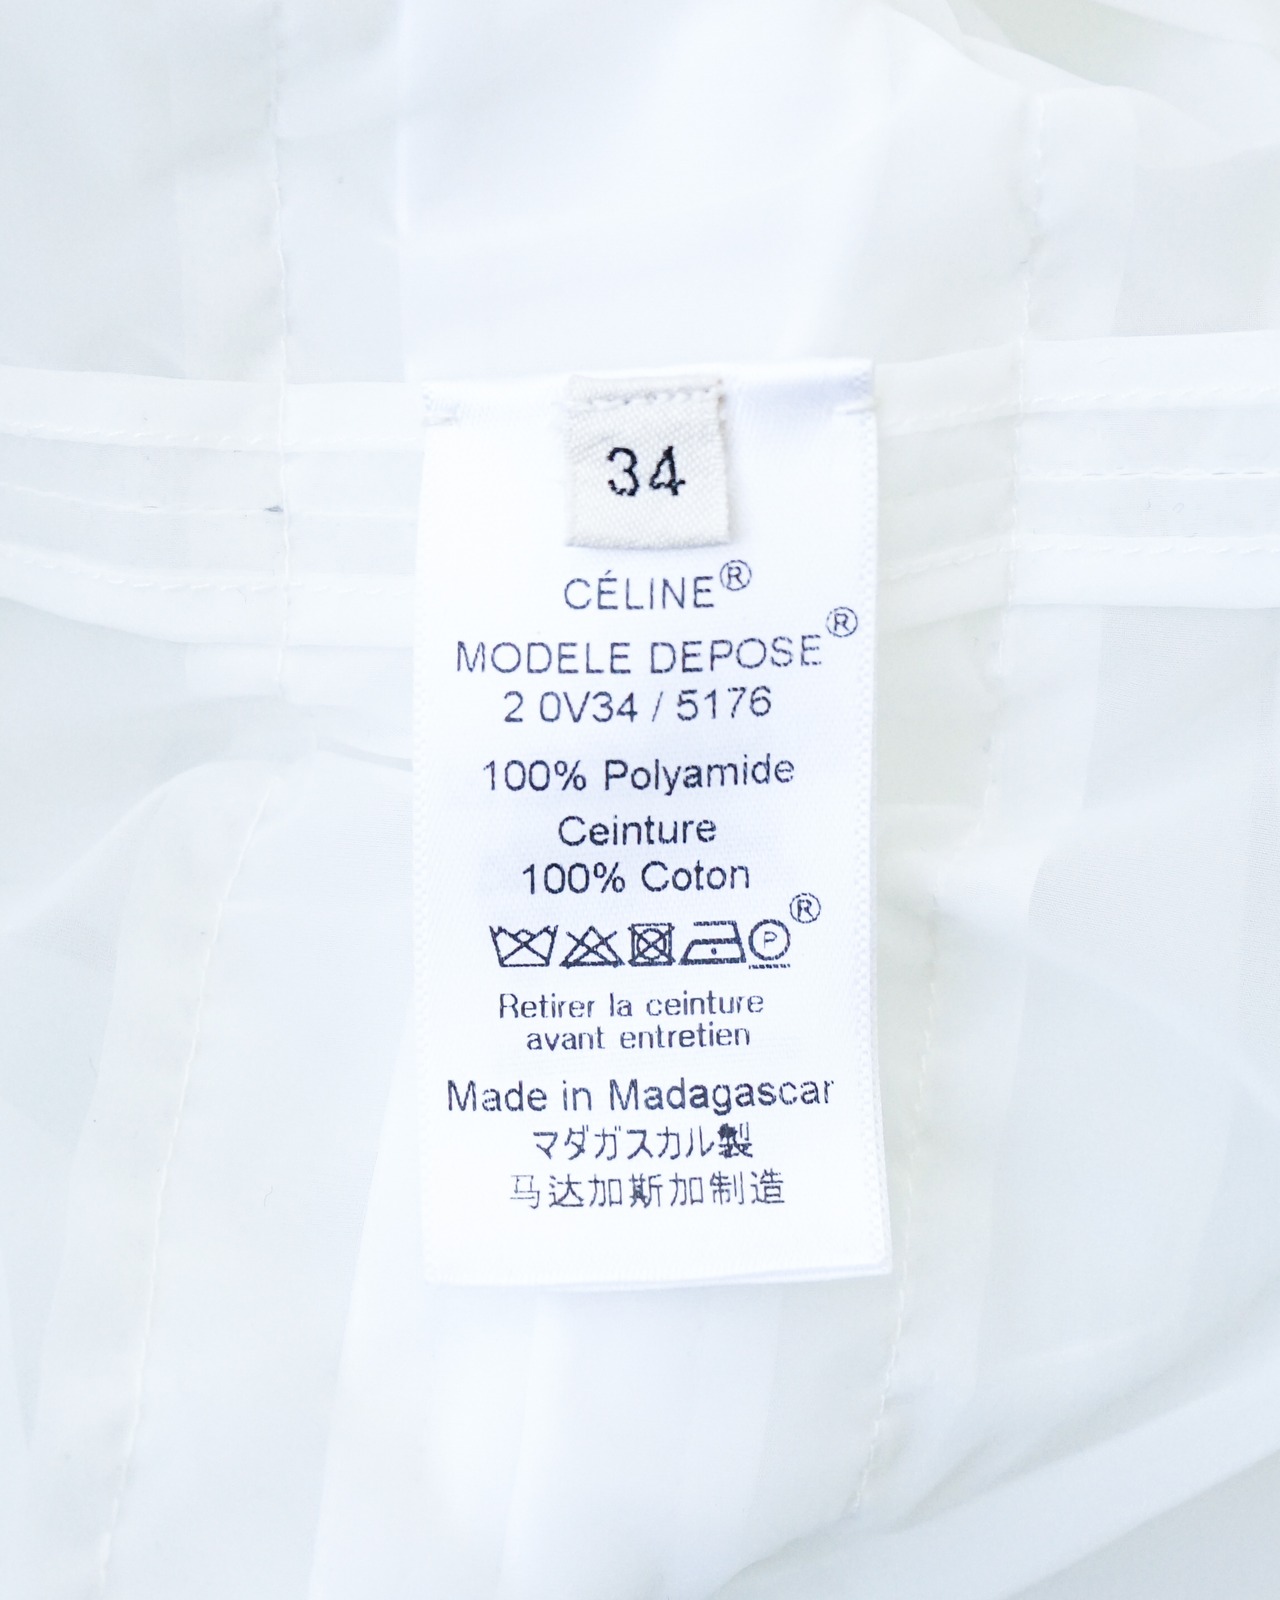 34
CÉLINE®
MODELE DEPOSE®
2 0V34 / 5176
100% Polyamide
Ceinture
100% Coton
®
P
Retirer la ceinture
avant entretien
Made in Madagascar
マダガスカル製
马达加斯加制造